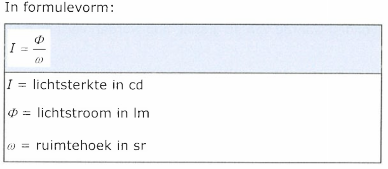 In formulevorm:
I = Φ/ω
I = lichtsterkte in cd
Φ = lichtstroom in lm
ω = ruimtehoek in sr